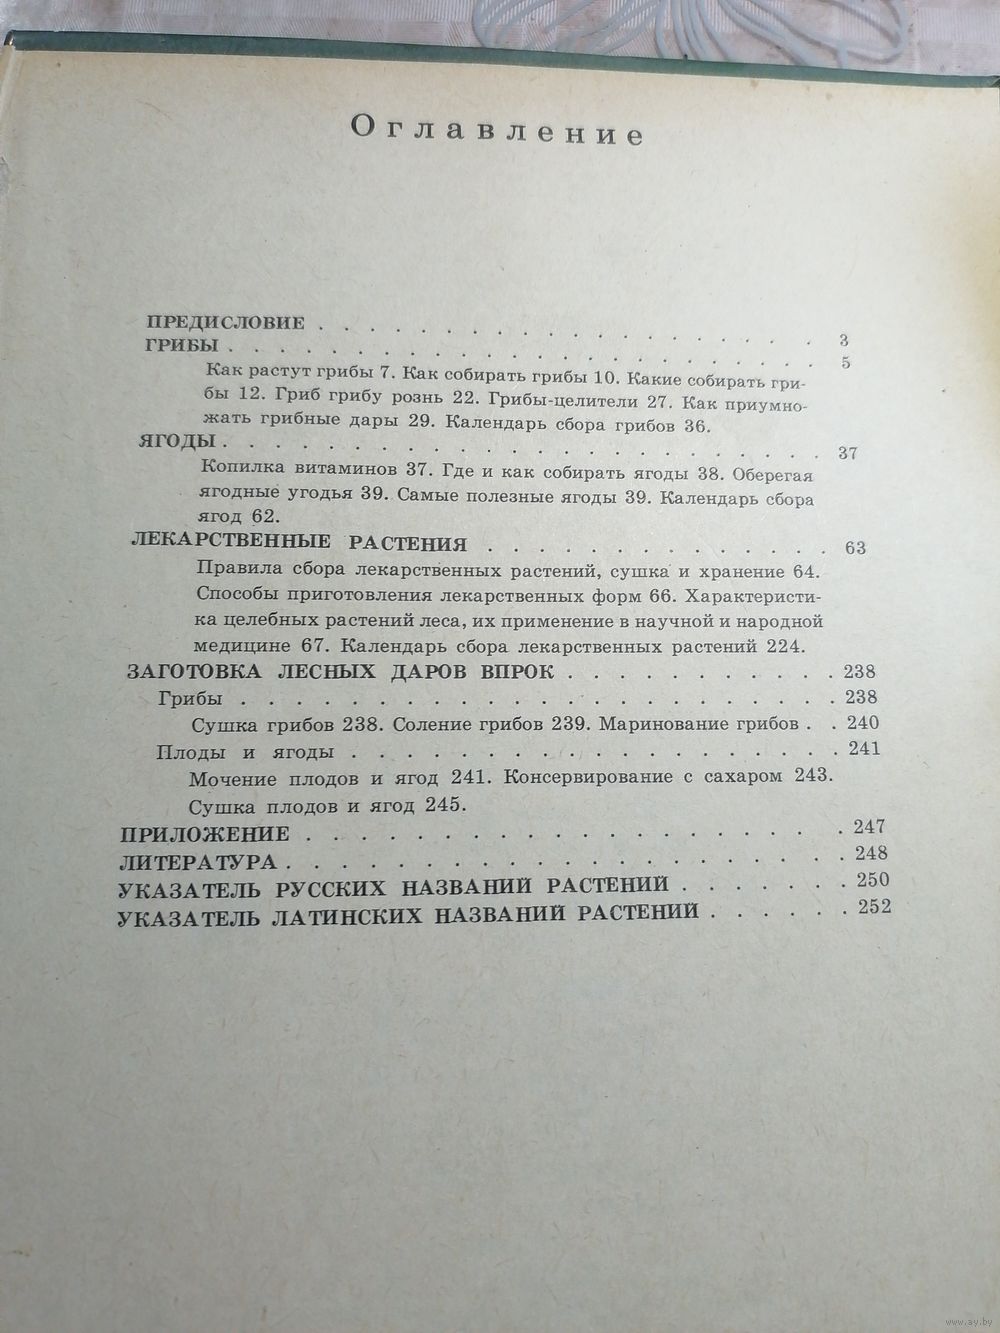 Оглавление
ПРЕДИСЛОВИЕ . . . . . . . . . . . . . . . . . . . . 3
ГРИБЫ . . . . . . . . . . . . . . . . . . . . . . . . 5
Как растут грибы 7. Как собирать грибы 10. Какие собирать гри-
бы 12. Гриб грибу рознь 22. Грибы-целители 27. Как приумно-
жать грибные дары 29. Календарь сбора грибов 36.
ЯГОДЫ . . . . . . . . . . . . . . . . . . . . . . . . 37
Копилка витаминов 37. Где и как собирать ягоды 38. Оберегая
ягодные угодья 39. Самые полезные ягоды 39. Календарь сбора
ягод 62.
ЛЕКАРСТВЕННЫЕ РАСТЕНИЯ . . . . . . . . . . . . . . 63
Правила сбора лекарственных растений, сушка и хранение 64.
Способы приготовления лекарственных форм 66. Характеристи-
ка целебных растений леса, их применение в научной и народной
медицине 67. Календарь сбора лекарственных растений 224.
ЗАГОТОВКА ЛЕСНЫХ ДАРОВ ВПРОК . . . . . . . . . . . 238
Грибы . . . . . . . . . . . . . . . . . . . . . . . 238
Сушка грибов 238. Соление грибов 239. Маринование грибов . . 240
Плоды и ягоды . . . . . . . . . . . . . . . . . . . 241
Мочение плодов и ягод 241. Консервирование с сахаром 243.
Сушка плодов и ягод 245.
ПРИЛОЖЕНИЕ . . . . . . . . . . . . . . . . . . . . 247
ЛИТЕРАТУРА . . . . . . . . . . . . . . . . . . . . . 248
УКАЗАТЕЛЬ РУССКИХ НАЗВАНИЙ РАСТЕНИЙ . . . . . . . 250
УКАЗАТЕЛЬ ЛАТИНСКИХ НАЗВАНИЙ РАСТЕНИЙ . . . . . . 252
www.ay.by